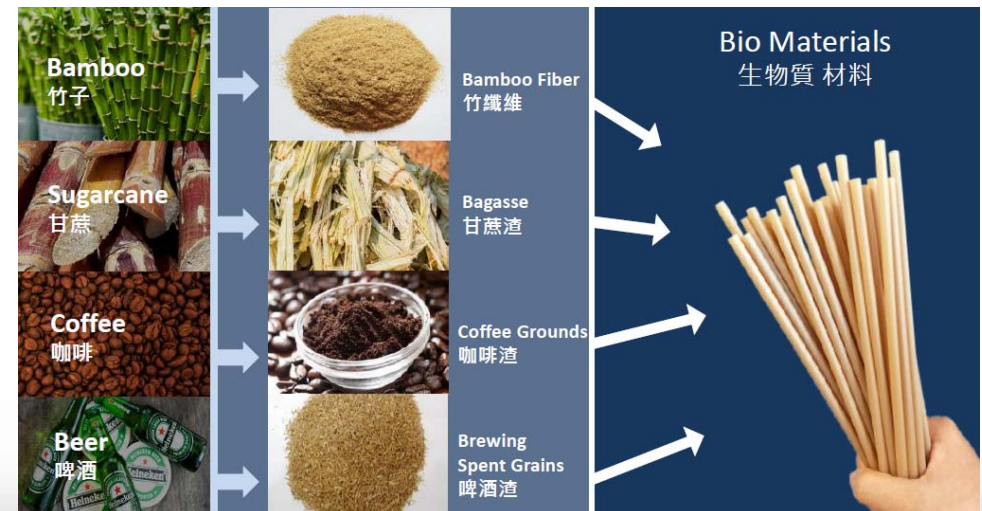 Bamboo
竹子
Bamboo Fiber
竹纖維
Sugarcane
甘蔗
Bagasse
甘蔗渣
Coffee
咖啡
Coffee Grounds
咖啡渣
Beer
啤酒
Heineken
Heineken
Brewing
Spent Grains
啤酒渣
Bio Materials
生物質 材料